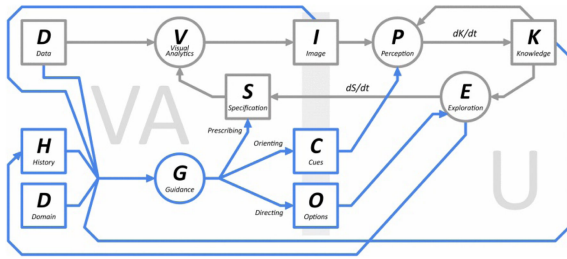 D
Data
V
Visual
Analytics
I
Image
P
Perception
dK/dt
K
Knowledge
S
Specification
dS/dt
E
Exploration
VA
Prescribing
H
History
Orienting
C
Cues
G
Guidance
U
D
Domain
Directing
O
Options